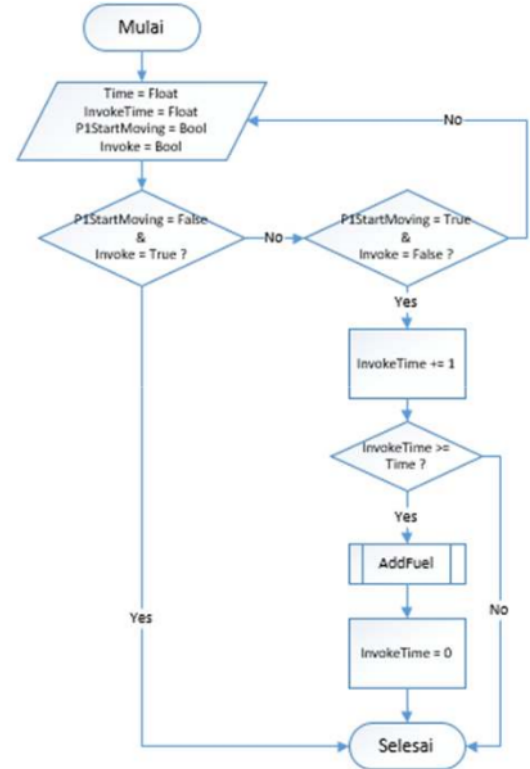 Mulai
Time = Float
InvokeTime = Float
P1StartMoving = Bool
Invoke = Bool
No
P1StartMoving = False
&
Invoke = True ?
No
P1StartMoving = True
&
Invoke = False ?
Yes
InvokeTime += 1
InvokeTime >=
Time ?
Yes
AddFuel
No
Yes
InvokeTime = 0
Selesai